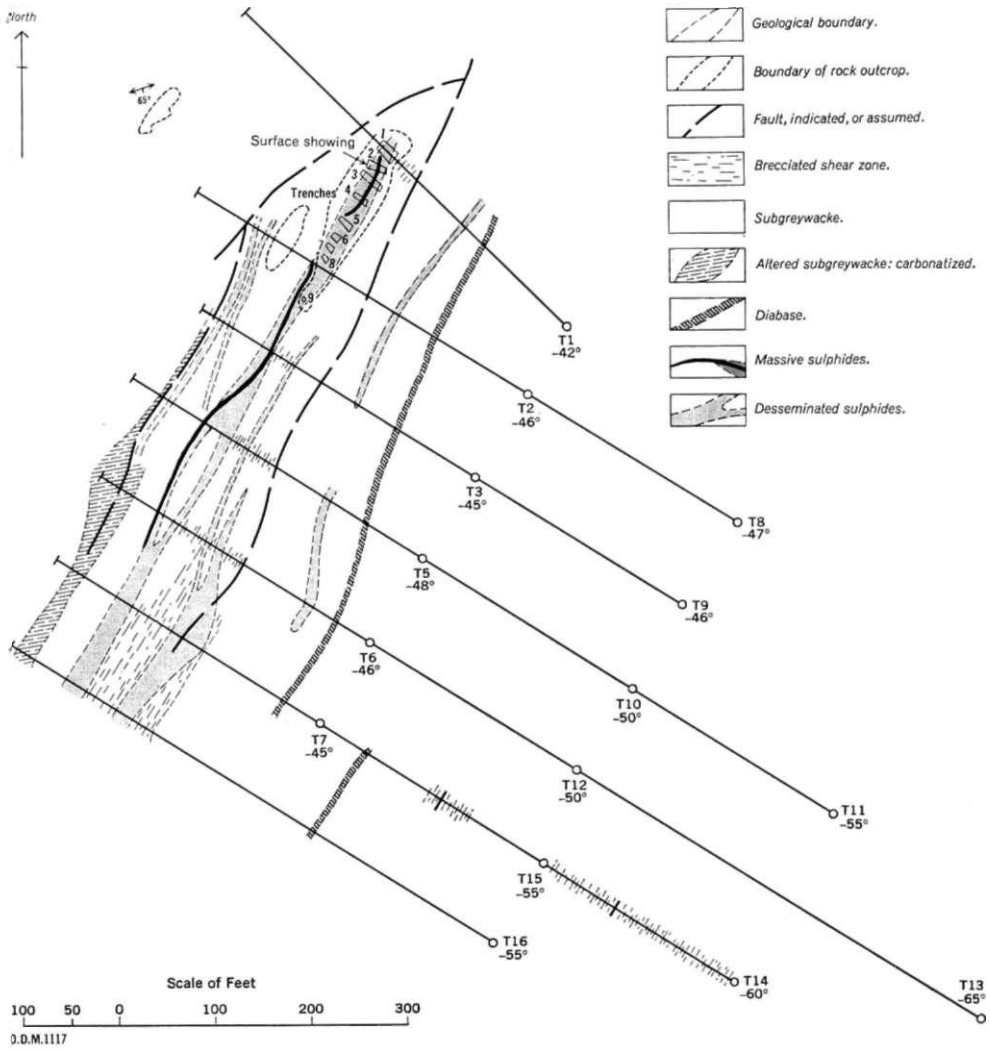 North
65°
Surface showing
Trenches
1
2
3
4
5
6
8
9
T1
-42°
T2
-46°
T3
-45°
T8
-47°
T5
-48°
T9
-46°
T6
-46°
T10
-50°
T7
-45°
T12
-50°
T11
-55°
T15
-55°
T16
-55°
T14
-60°
T13
-65°
Geological boundary.
Boundary of rock outcrop.
Fault, indicated, or assumed.
Brecciated shear zone.
Subgreywacke.
Altered subgreywacke: carbonatized.
Diabase.
Massive sulphides.
Desseminated sulphides.
Scale of Feet
100 50 0 100 200 300
O.D.M.1117